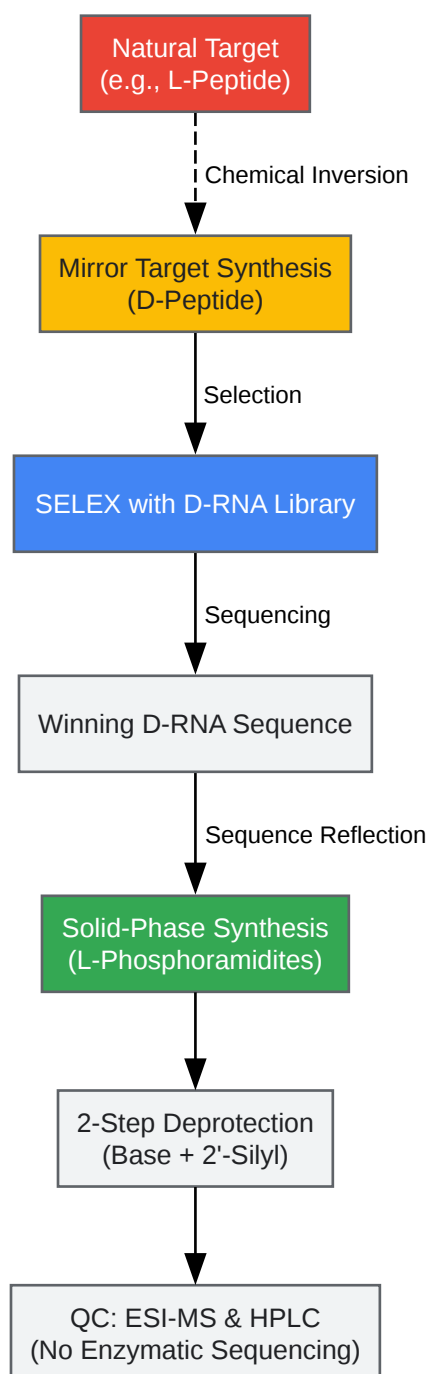 Natural Target
(e.g., L-Peptide)
Chemical Inversion
Mirror Target Synthesis
(D-Peptide)
Selection
SELEX with D-RNA Library
Sequencing
Winning D-RNA Sequence
Sequence Reflection
Solid-Phase Synthesis
(L-Phosphoramidites)
2-Step Deprotection
(Base + 2'-Silyl)
QC: ESI-MS & HPLC
(No Enzymatic Sequencing)